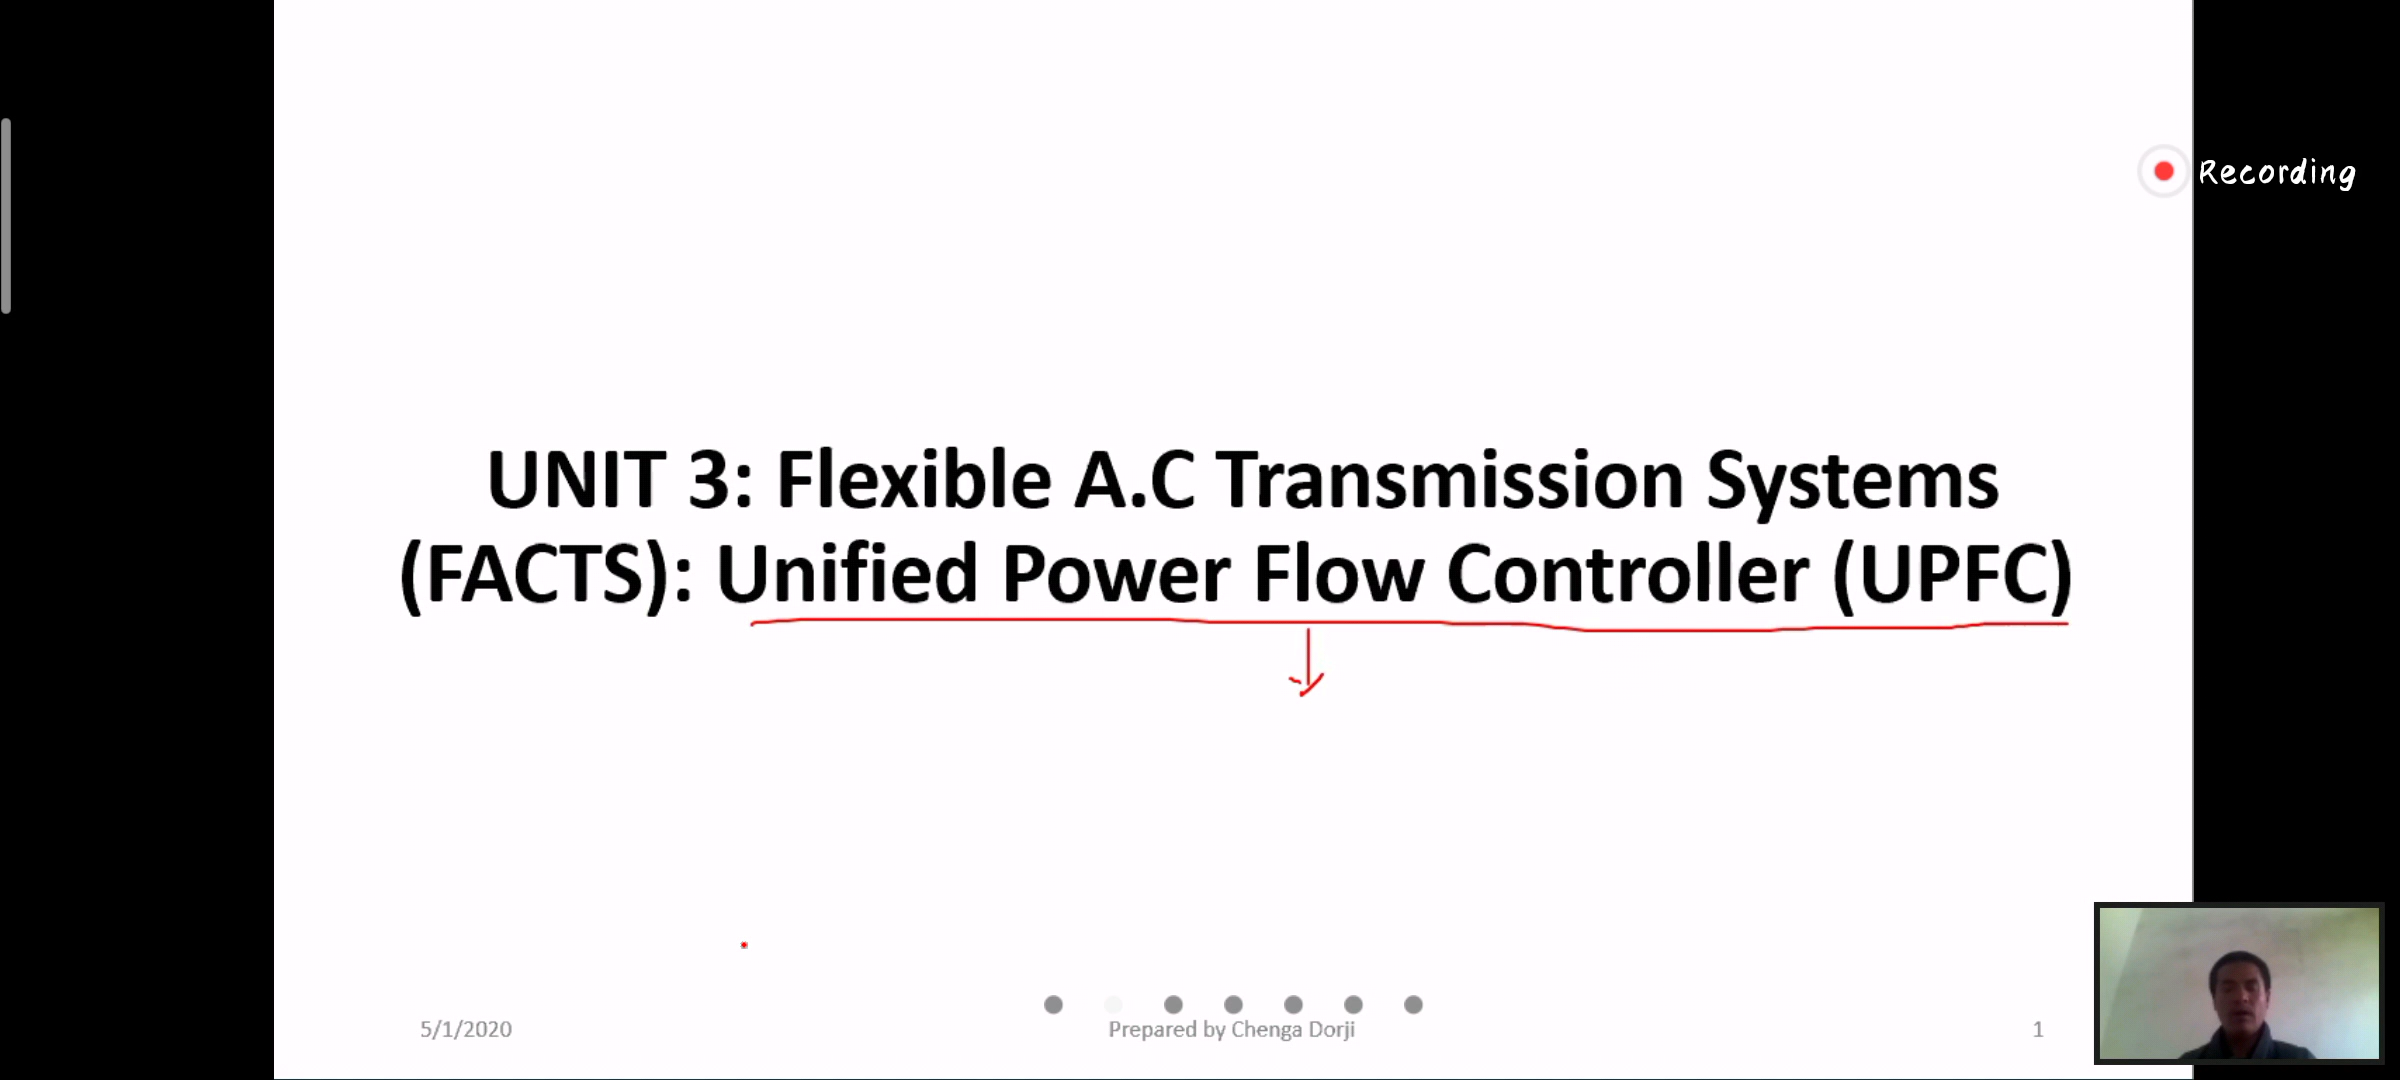 Recording
UNIT 3: Flexible A.C Transmission Systems
(FACTS): Unified Power Flow Controller (UPFC)
5/1/2020
Prepared by Chenga Dorji
1